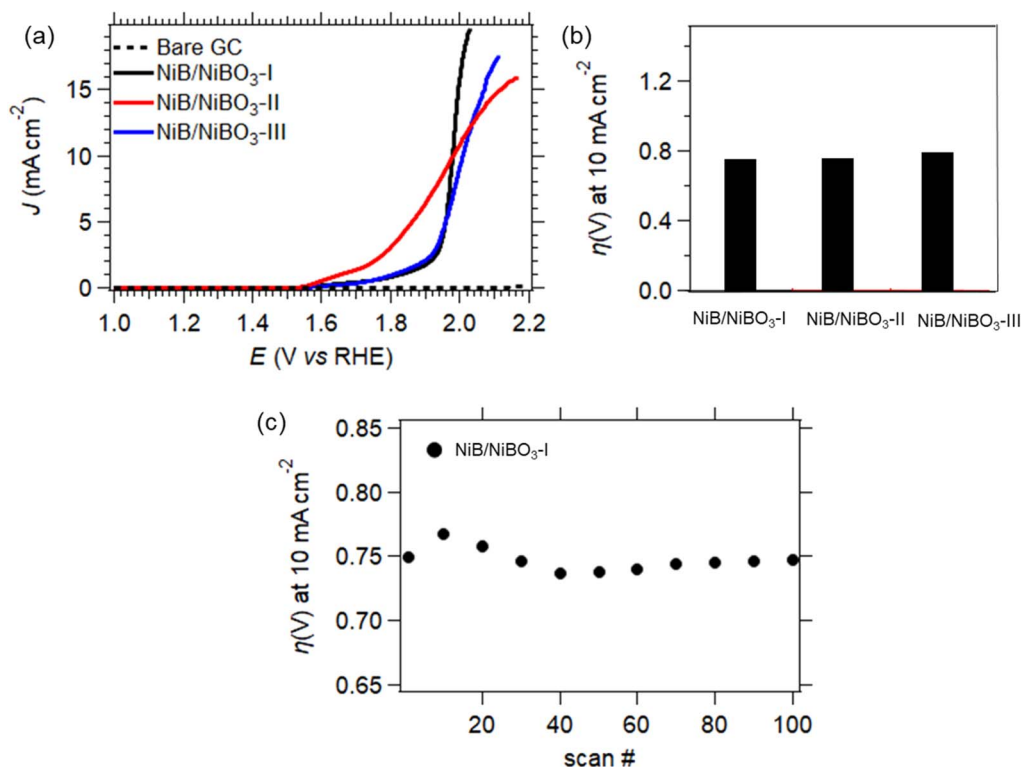 (a)
J (mA cm⁻²)
15
10
5
0
Bare GC
NiB/NiBO₃-I
NiB/NiBO₃-II
NiB/NiBO₃-III
1.0 1.2 1.4 1.6 1.8 2.0 2.2
E (V vs RHE)
(b)
η(V) at 10 mA cm⁻²
1.2
0.8
0.4
0.0
NiB/NiBO₃-I NiB/NiBO₃-II NiB/NiBO₃-III
(c)
η(V) at 10 mA cm⁻²
0.85
0.80
0.75
0.70
0.65
NiB/NiBO₃-I
20 40 60 80 100
scan #